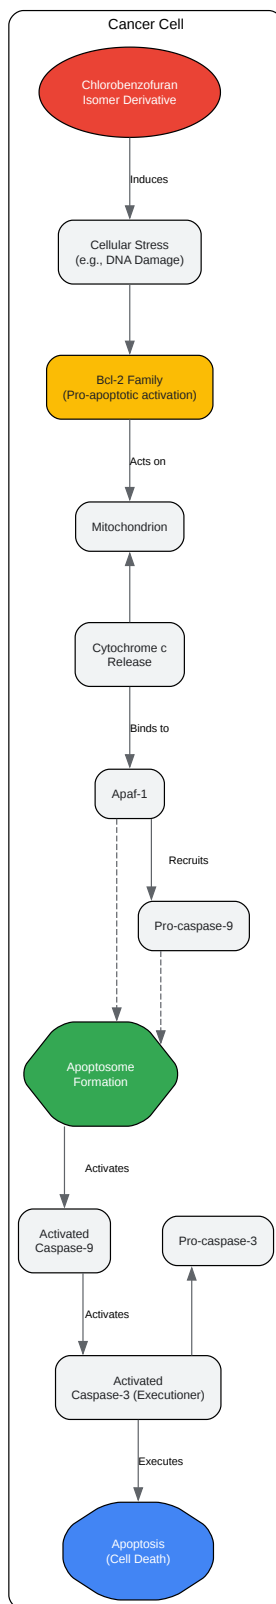 Cancer Cell
Chlorobenzofuran
Isomer Derivative
Induces
Cellular Stress
(e.g., DNA Damage)
Bcl-2 Family
(Pro-apoptotic activation)
Acts on
Mitochondrion
Cytochrome c
Release
Binds to
Apaf-1
Recruits
Pro-caspase-9
Apoptosome
Formation
Activates
Activated
Caspase-9
Pro-caspase-3
Activates
Activated
Caspase-3 (Executioner)
Executes
Apoptosis
(Cell Death)